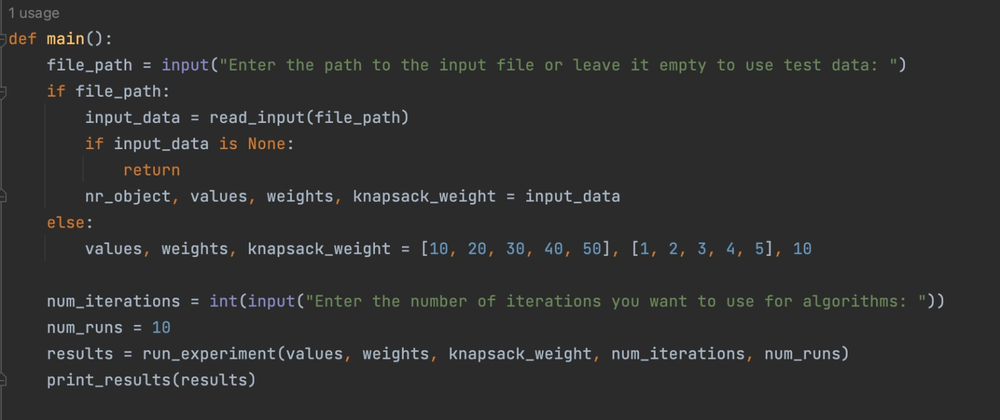 1 usage
def main():
    file_path = input("Enter the path to the input file or leave it empty to use test data: ")
    if file_path:
        input_data = read_input(file_path)
        if input_data is None:
            return
        nr_object, values, weights, knapsack_weight = input_data
    else:
        values, weights, knapsack_weight = [10, 20, 30, 40, 50], [1, 2, 3, 4, 5], 10
    num_iterations = int(input("Enter the number of iterations you want to use for algorithms: "))
    num_runs = 10
    results = run_experiment(values, weights, knapsack_weight, num_iterations, num_runs)
    print_results(results)